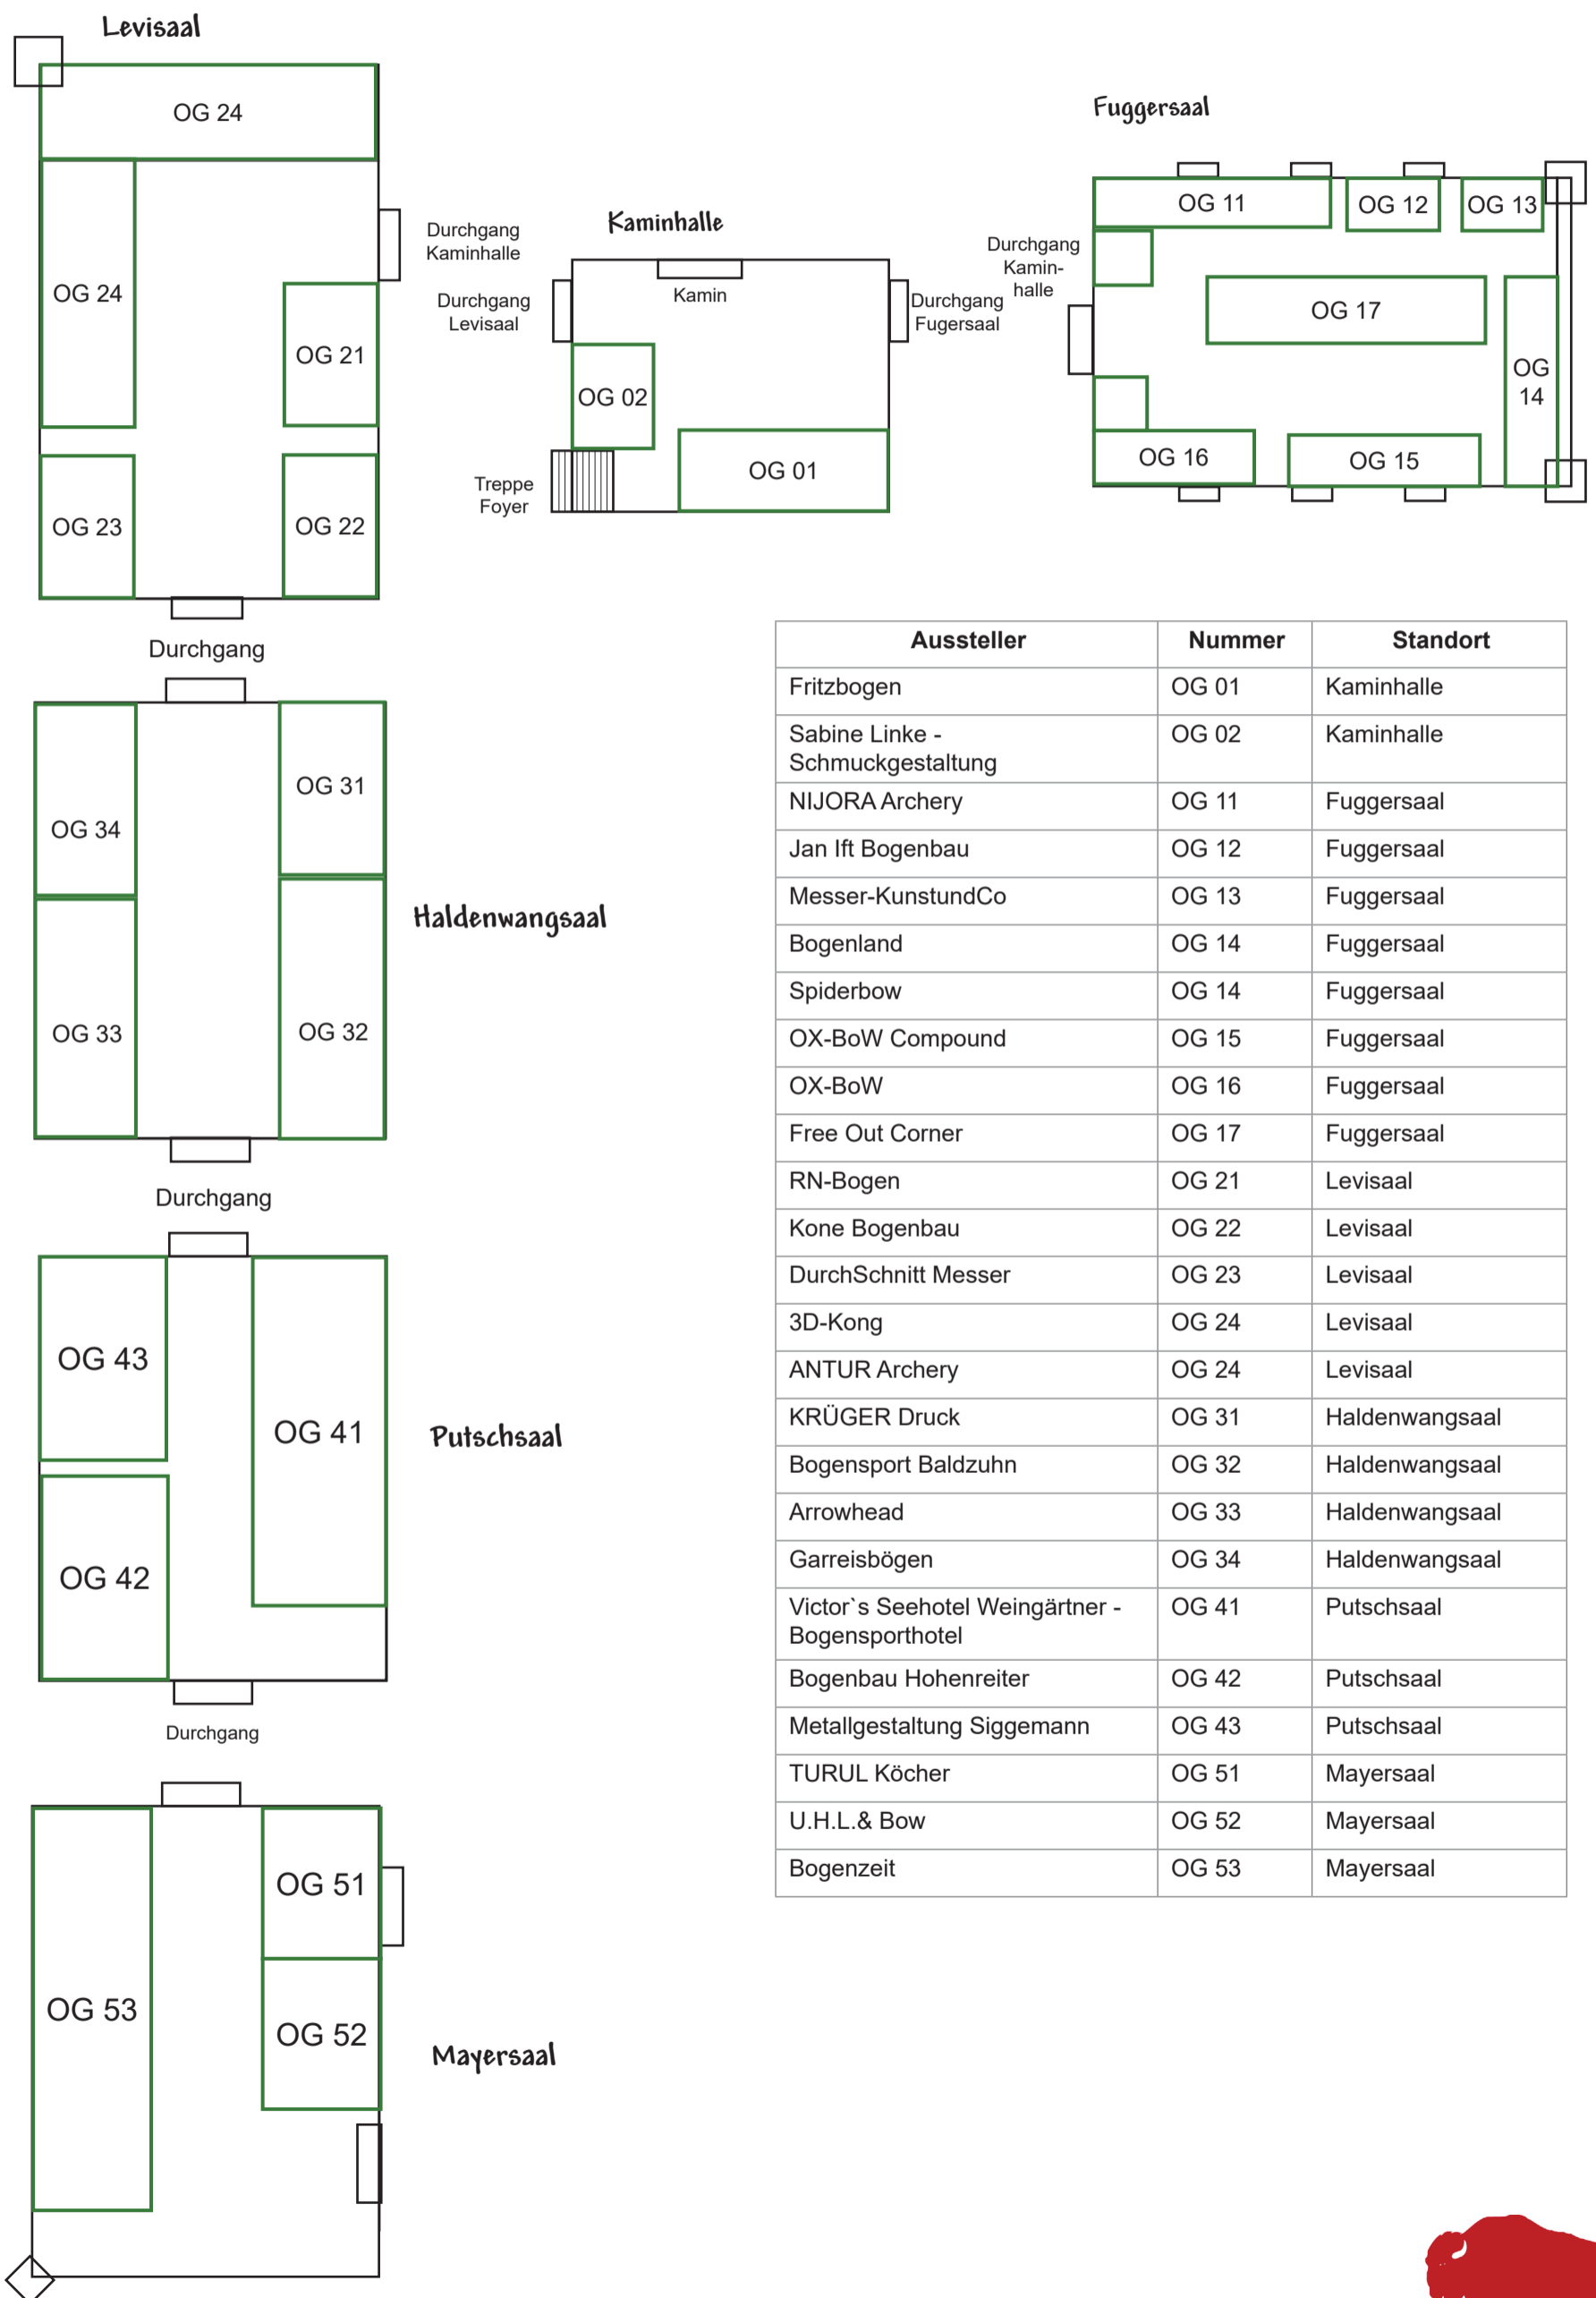 Levisaal
OG 24
OG 24
Durchgang
Kaminhalle
OG 21
OG 23
OG 22
Durchgang
Kaminhalle
Durchgang
Levisaal
Kamin
Durchgang
Fugersaal
OG 02
OG 01
Treppe
Foyer
Fuggersaal
OG 11
OG 12
OG 13
Durchgang
Kamin-
halle
OG 17
OG
14
OG 16
OG 15
OG 31
OG 34
Haldenwangsaal
OG 33
OG 32
Durchgang
OG 43
OG 41
Putschsaal
OG 42
Durchgang
OG 51
OG 53
OG 52
Mayersaal
Aussteller Nummer Standort
Fritzbogen OG 01 Kaminhalle
Sabine Linke - OG 02 Kaminhalle
Schmuckgestaltung
NIJORA Archery OG 11 Fuggersaal
Jan Ift Bogenbau OG 12 Fuggersaal
Messer-KunstundCo OG 13 Fuggersaal
Bogenland OG 14 Fuggersaal
Spiderbow OG 14 Fuggersaal
OX-BoW Compound OG 15 Fuggersaal
OX-BoW OG 16 Fuggersaal
Free Out Corner OG 17 Fuggersaal
RN-Bogen OG 21 Levisaal
Kone Bogenbau OG 22 Levisaal
DurchSchnitt Messer OG 23 Levisaal
3D-Kong OG 24 Levisaal
ANTUR Archery OG 24 Levisaal
KRÜGER Druck OG 31 Haldenwangsaal
Bogensport Baldzuhn OG 32 Haldenwangsaal
Arrowhead OG 33 Haldenwangsaal
Garreisbögen OG 34 Haldenwangsaal
Victor`s Seehotel Weingärtner - OG 41 Putschsaal
Bogensporthotel
Bogenbau Hohenreiter OG 42 Putschsaal
Metallgestaltung Siggemann OG 43 Putschsaal
TURUL Köcher OG 51 Mayersaal
U.H.L.& Bow OG 52 Mayersaal
Bogenzeit OG 53 Mayersaal